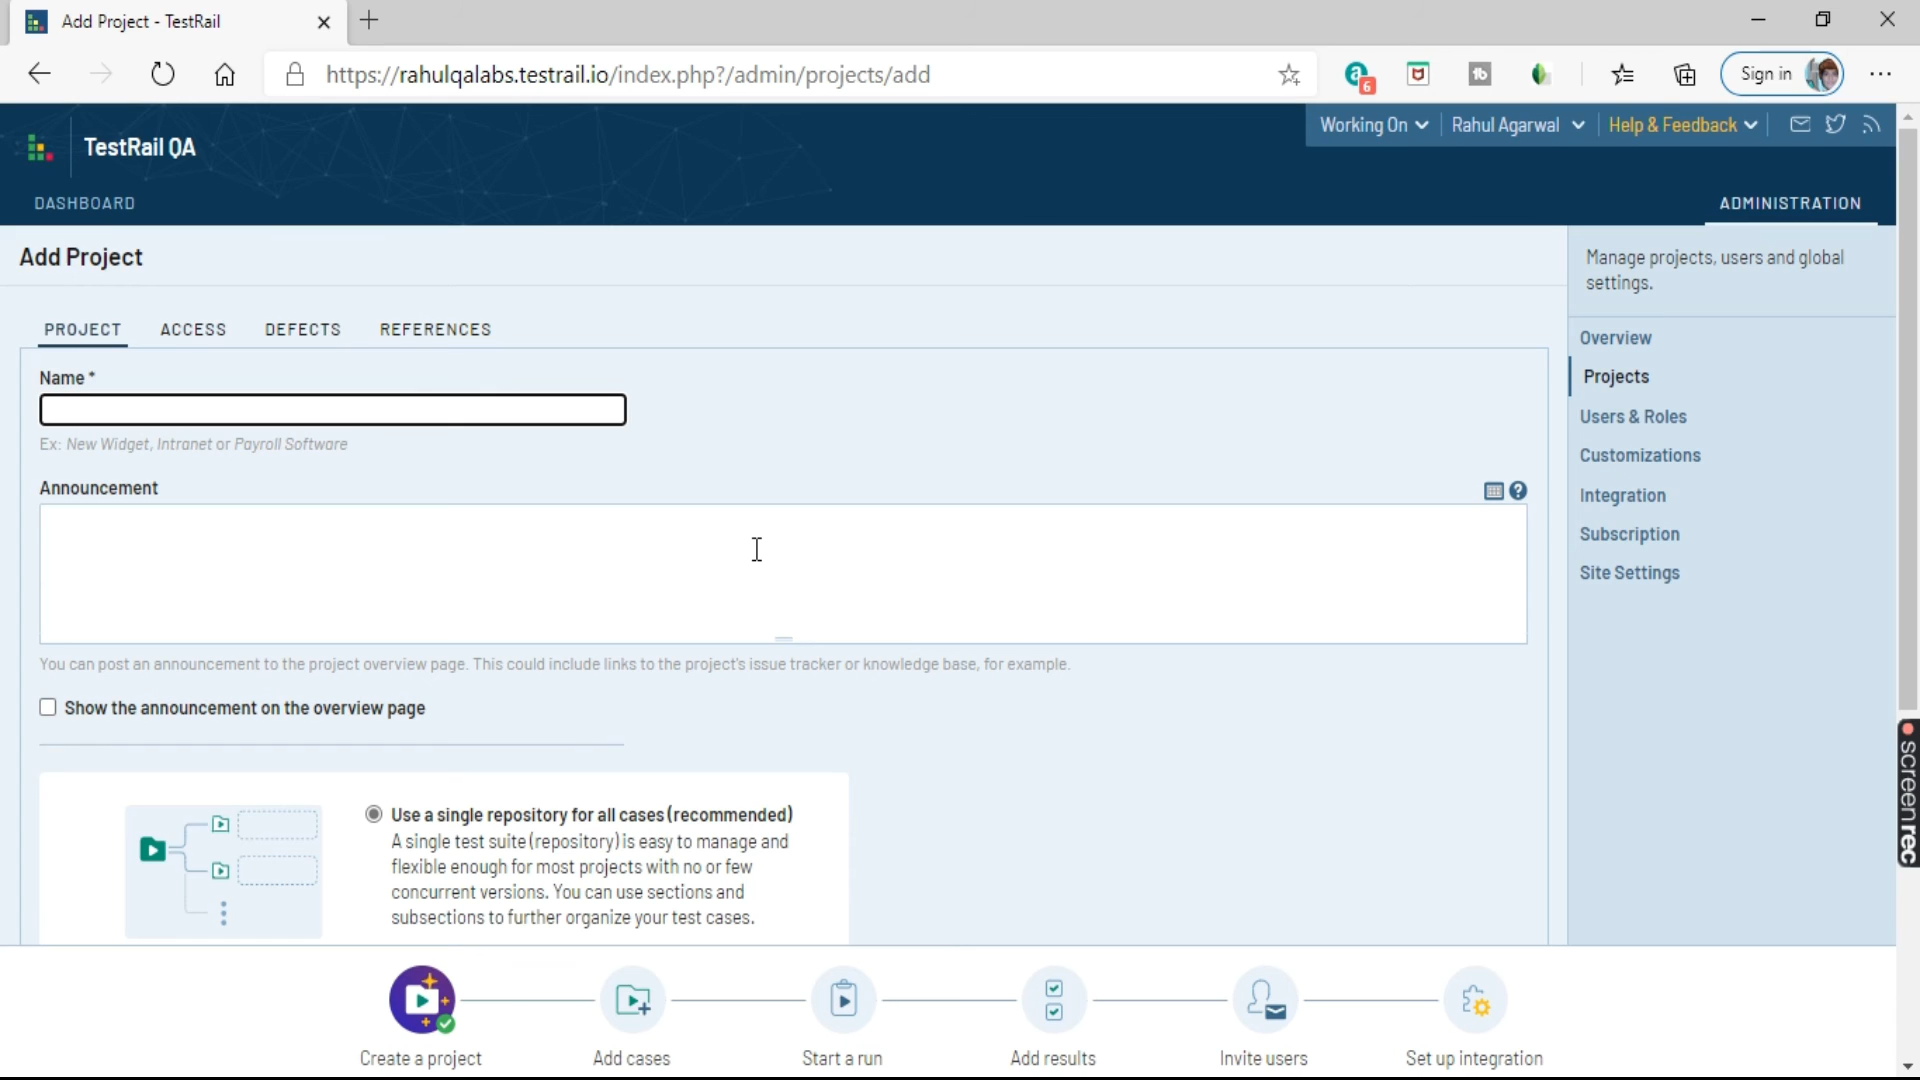 Add Project - TestRail
https://rahulqalabs.testrail.io/index.php?/admin/projects/add
a
6
tb
Sign in
TestRail QA
Working On
Rahul Agarwal
Help & Feedback
DASHBOARD
ADMINISTRATION
Add Project
PROJECT
ACCESS
DEFECTS
REFERENCES
Name *
Ex: New Widget, Intranet or Payroll Software
Announcement
?
You can post an announcement to the project overview page. This could include links to the project's issue tracker or knowledge base, for example.
Show the announcement on the overview page
Use a single repository for all cases (recommended)
A single test suite (repository) is easy to manage and
flexible enough for most projects with no or few
concurrent versions. You can use sections and
subsections to further organize your test cases.
Manage projects, users and global
settings.
Overview
Projects
Users & Roles
Customizations
Integration
Subscription
Site Settings
screenrec
Create a project
Add cases
Start a run
Add results
Invite users
Set up integration